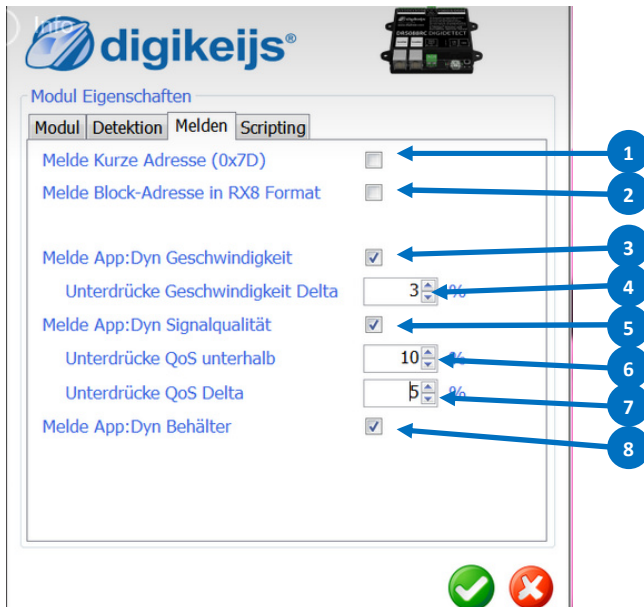 Info
digikeijs®
DR5088RC DIGIDETECT
Modul Eigenschaften
Modul Detektion Melden Scripting
Melde Kurze Adresse (0x7D)
1
Melde Block-Adresse in RX8 Format
2
Melde App:Dyn Geschwindigkeit
3
Unterdrücke Geschwindigkeit Delta 3 %
4
Melde App:Dyn Signalqualität
5
Unterdrücke QoS unterhalb 10 %
6
Unterdrücke QoS Delta 5 %
7
Melde App:Dyn Behälter
8